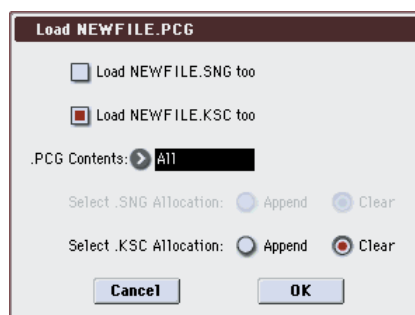 Load NEWFILE.PCG
Load NEWFILE.SNG too
Load NEWFILE.KSC too
.PCG Contents: All
Select .SNG Allocation: Append Clear
Select .KSC Allocation: Append Clear
Cancel OK